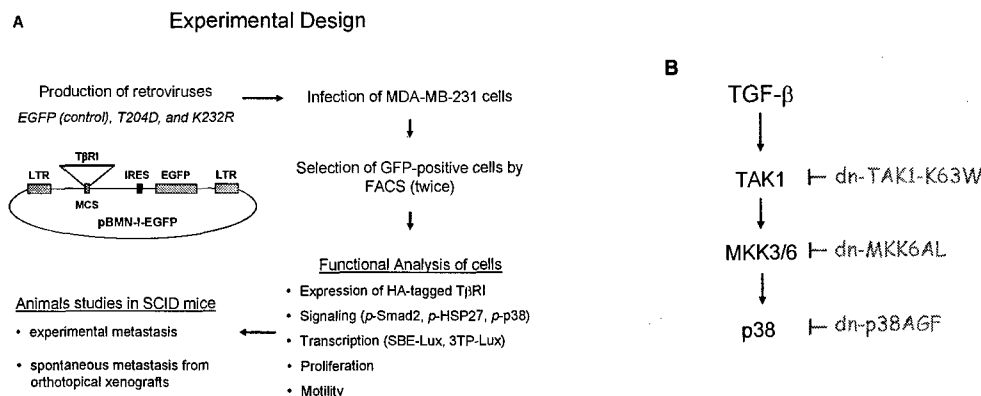 A
Experimental Design
Production of retroviruses
EGFP (control), T204D, and K232R
Infection of MDA-MB-231 cells
TβRI
LTR
IRES
EGFP
LTR
MCS
pBMN-I-EGFP
Selection of GFP-positive cells by
FACS (twice)
Functional Analysis of cells
• Expression of HA-tagged TβRI
• Signaling (p-Smad2, p-HSP27, p-p38)
• Transcription (SBE-Lux, 3TP-Lux)
• Proliferation
• Motility
Animals studies in SCID mice
• experimental metastasis
• spontaneous metastasis from
orthotopical xenografts
B
TGF-β
TAK1
dn-TAK1-K63W
MKK3/6
dn-MKK6AL
p38
dn-p38AGF